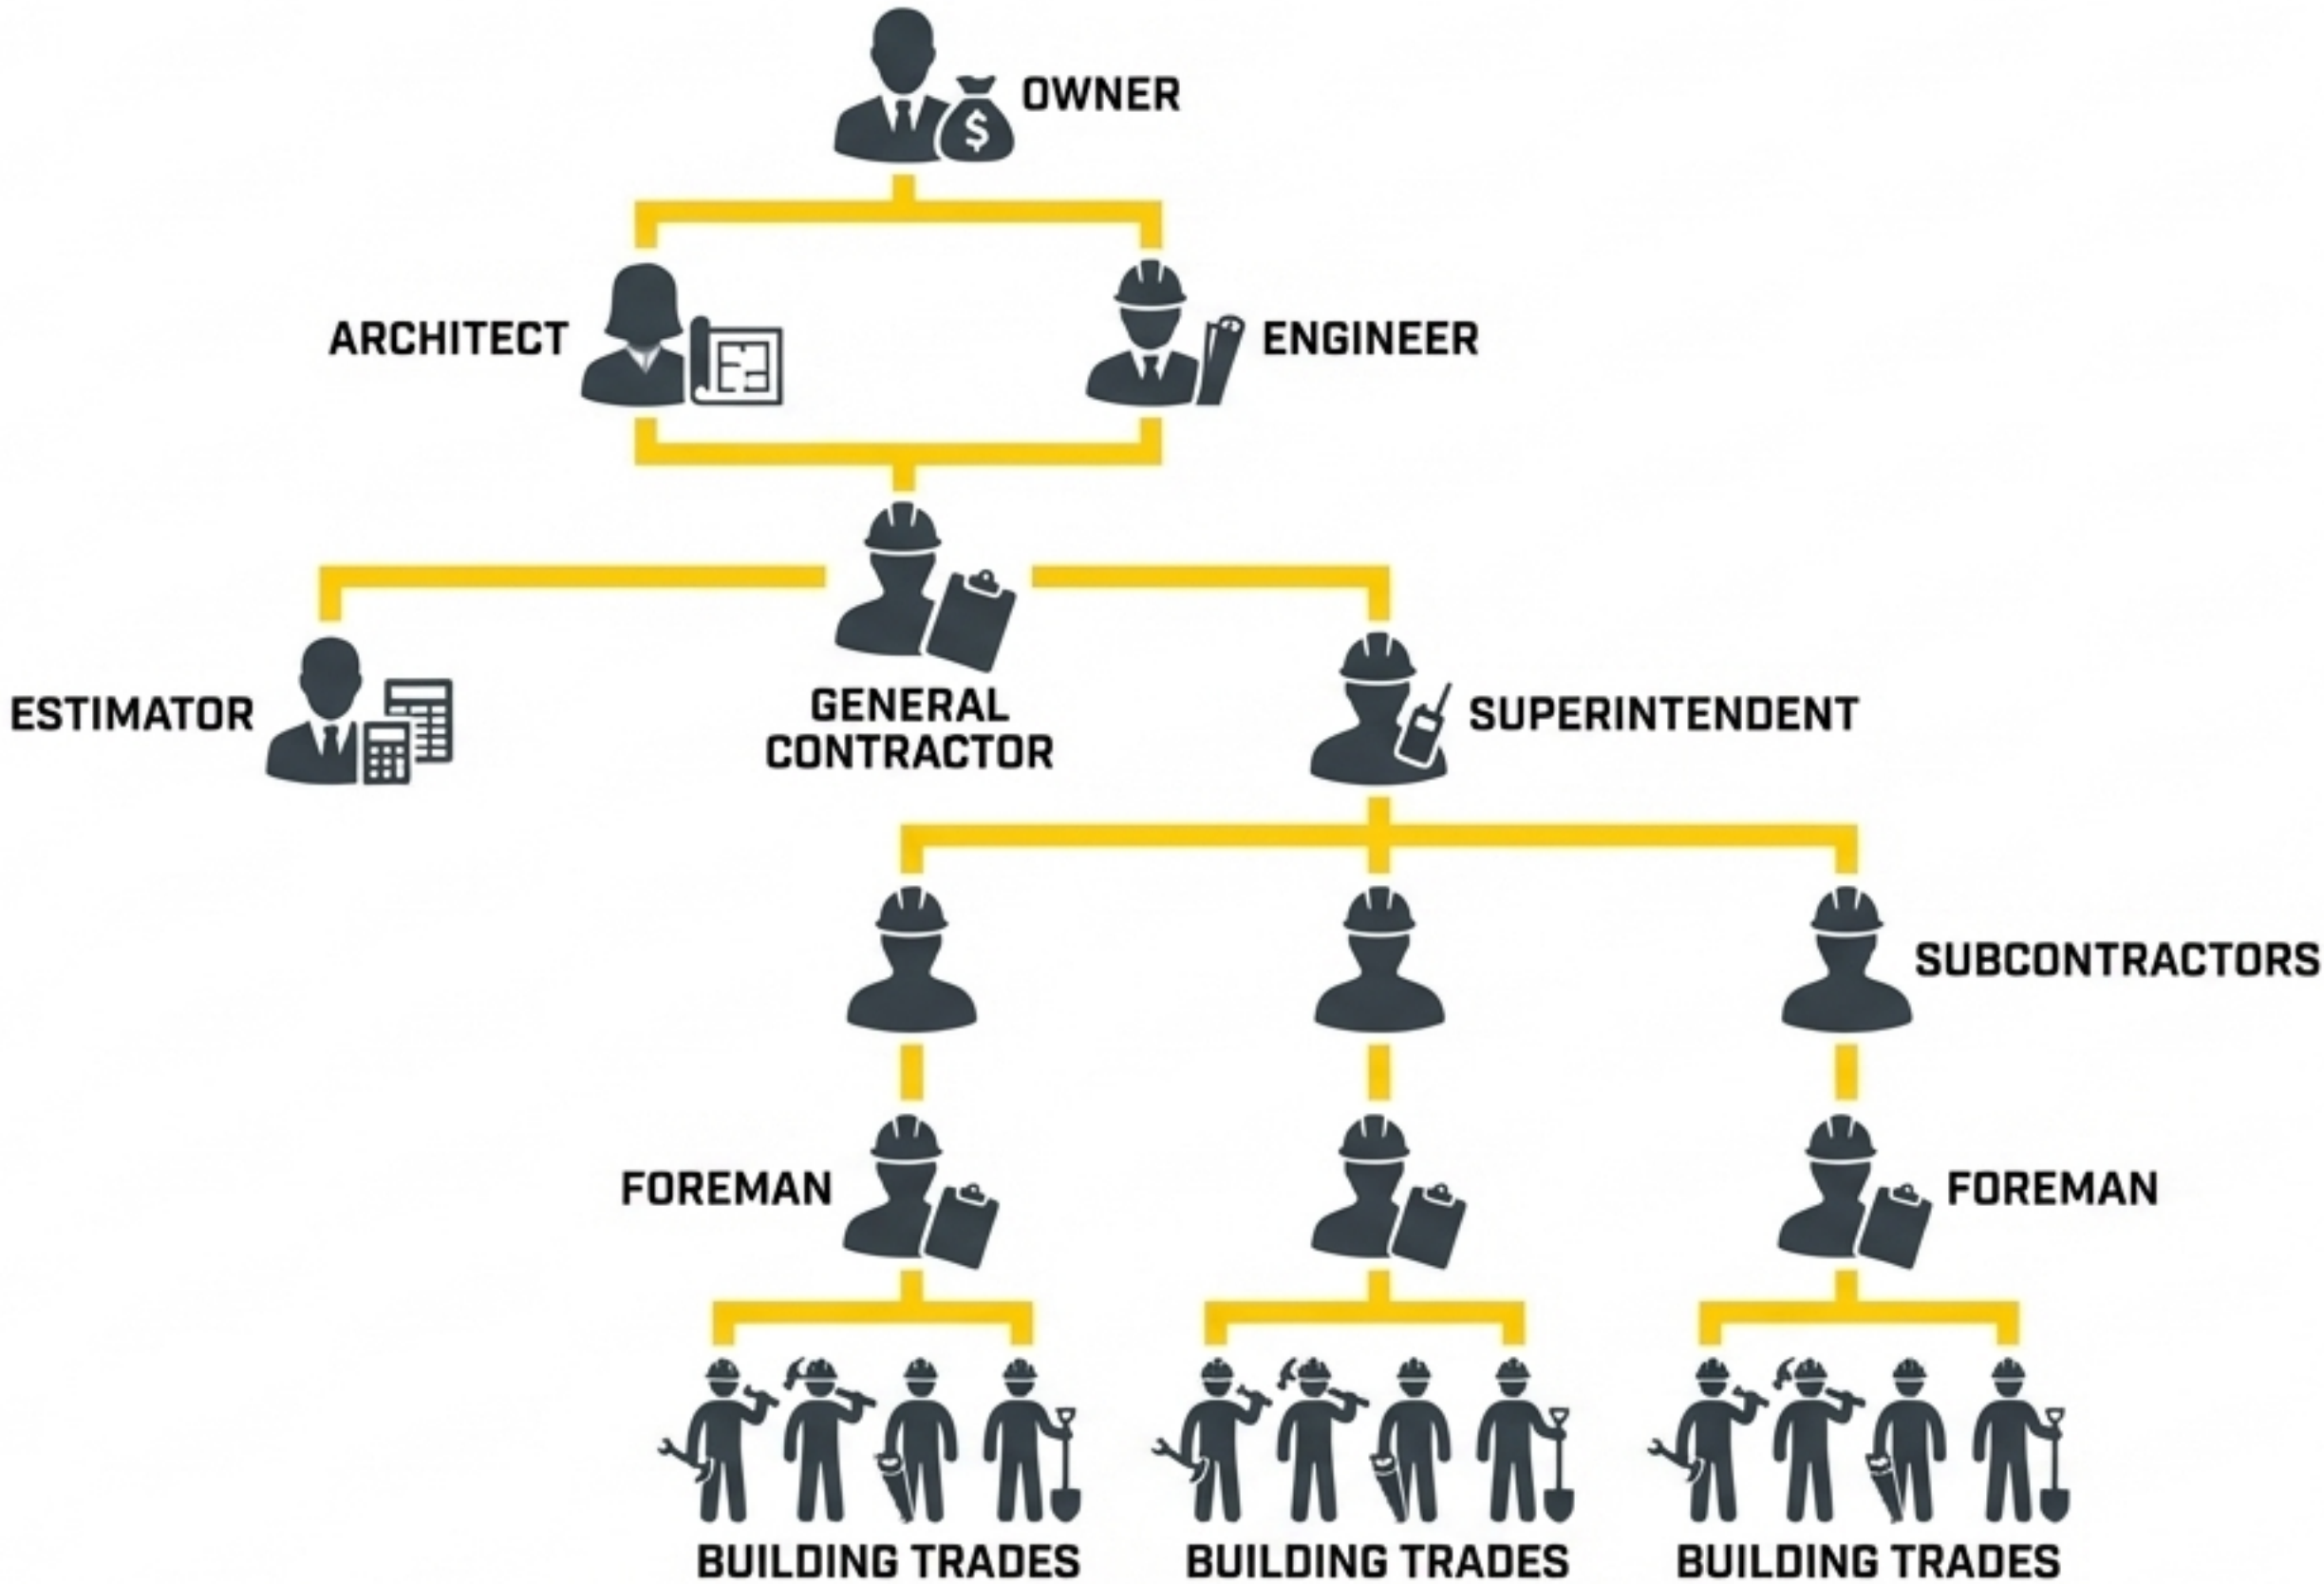 OWNER
$
ARCHITECT
ENGINEER
GENERAL
CONTRACTOR
ESTIMATOR
SUPERINTENDENT
SUBCONTRACTORS
FOREMAN
FOREMAN
BUILDING TRADES
BUILDING TRADES
BUILDING TRADES